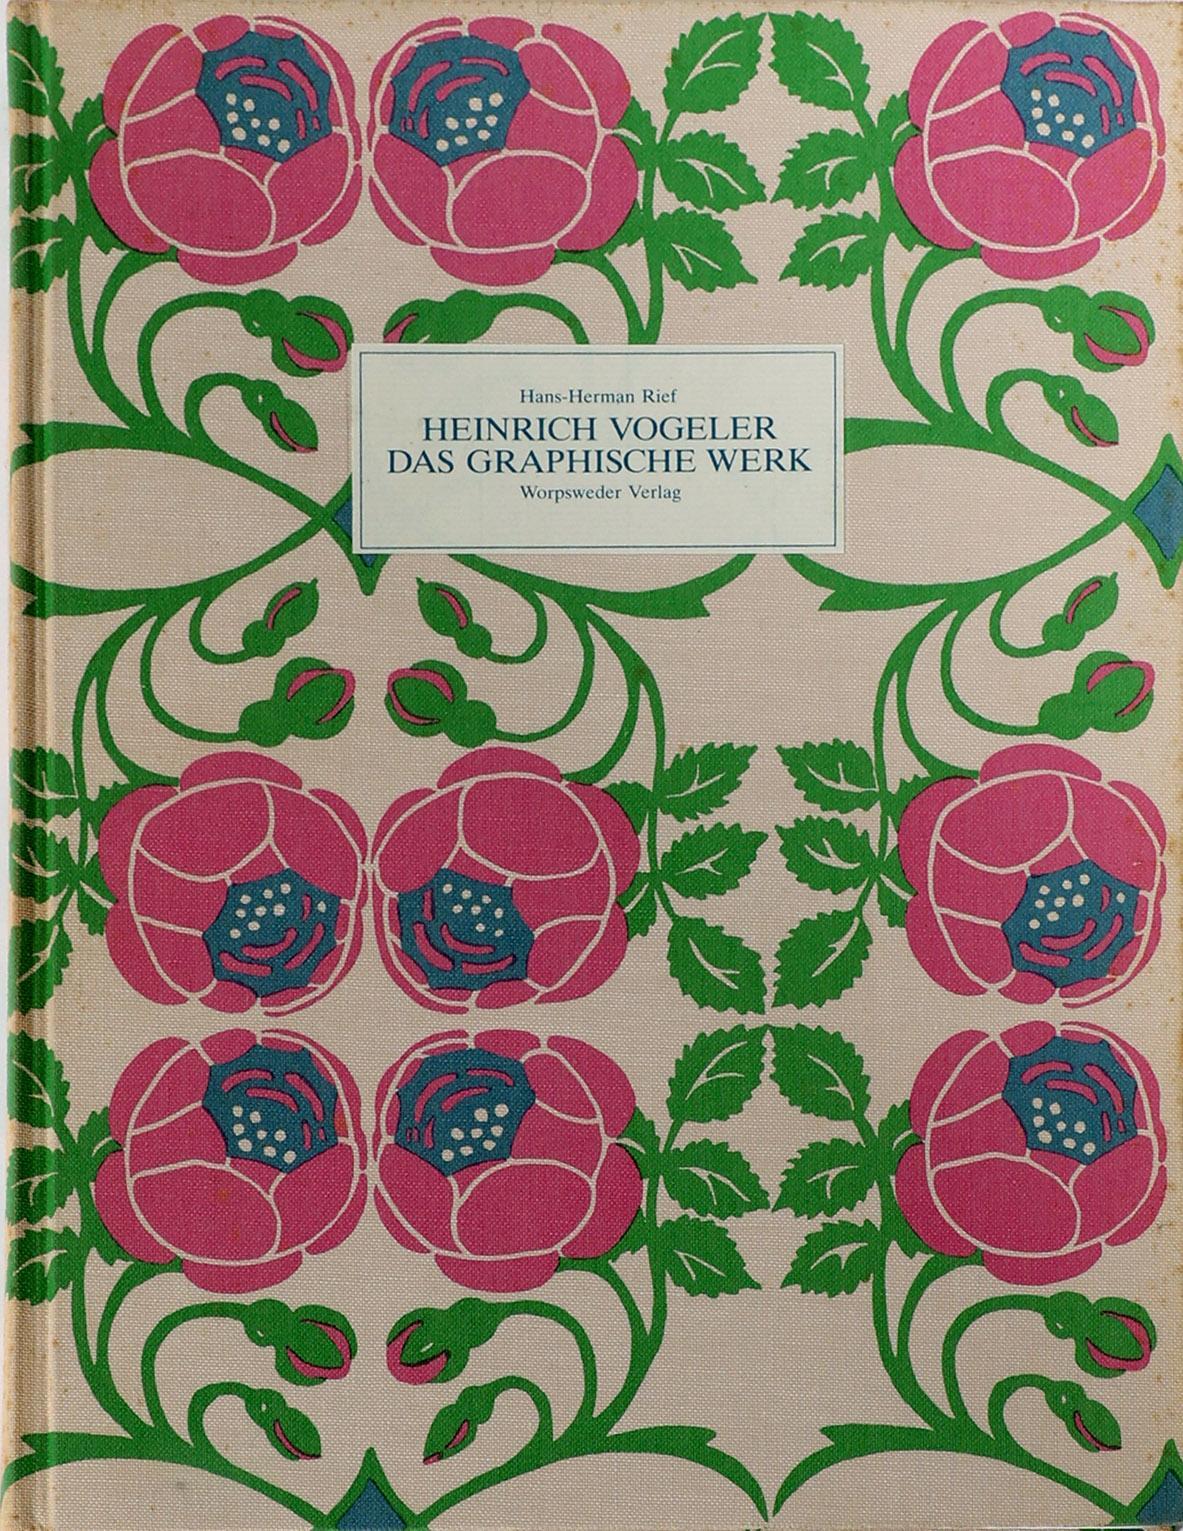 Hans-Herman Rief
HEINRICH VOGELER
DAS GRAPHISCHE WERK
Worpsweder Verlag